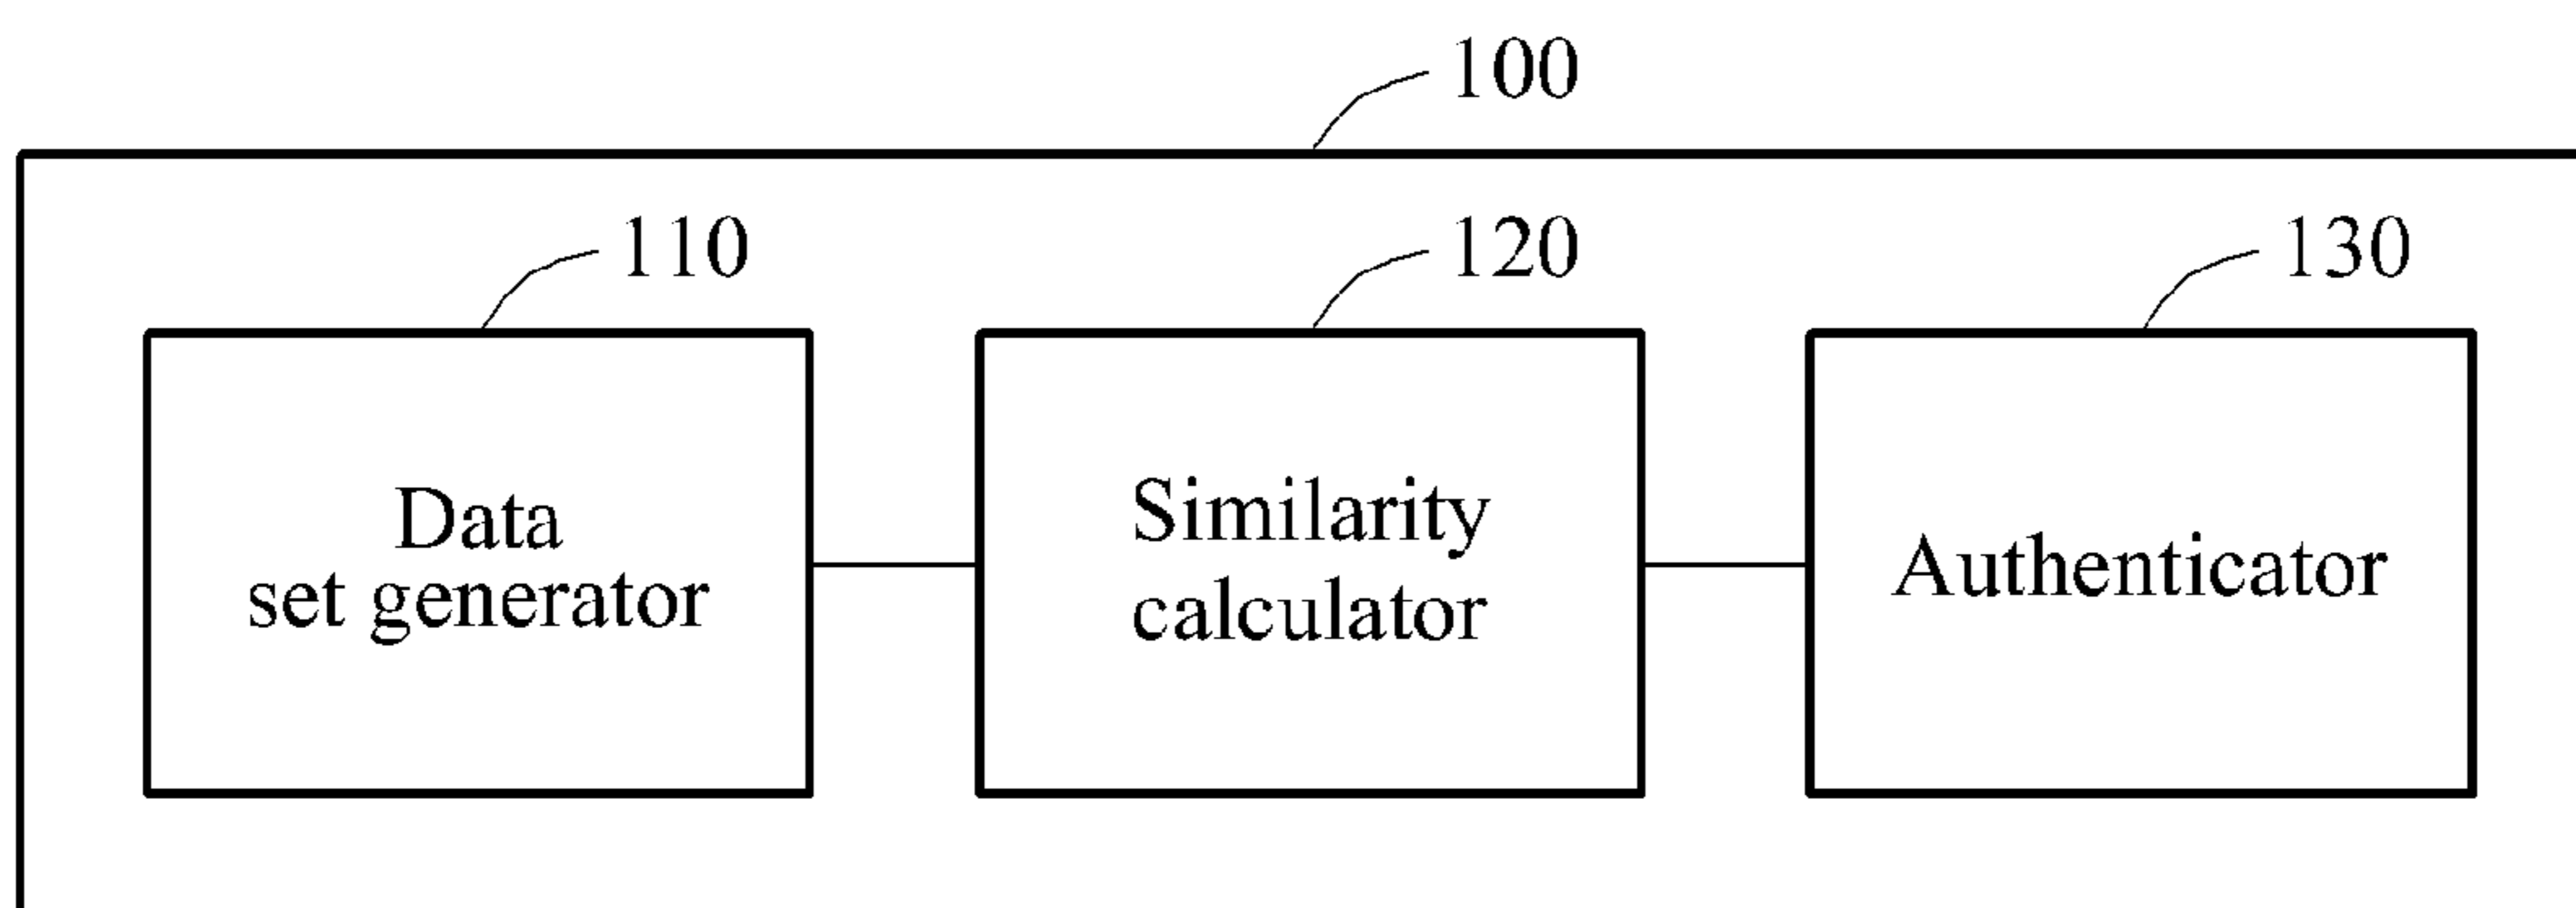 100
110
120
130
Data
set generator
Similarity
calculator
Authenticator